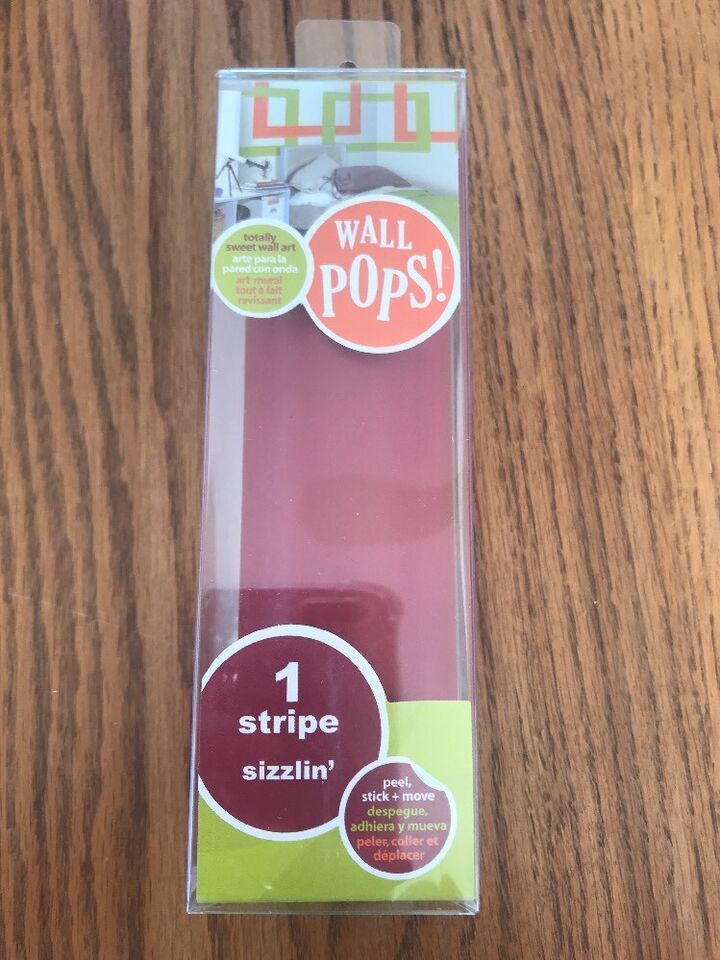 totally
sweet wall art
arte para la
pared con onda
art mural
tout à fait
ravissant
WALL
POPS!
1
stripe
sizzlin'
peel,
stick + move
despegue,
adhiera y mueva
peler, coller et
déplacer